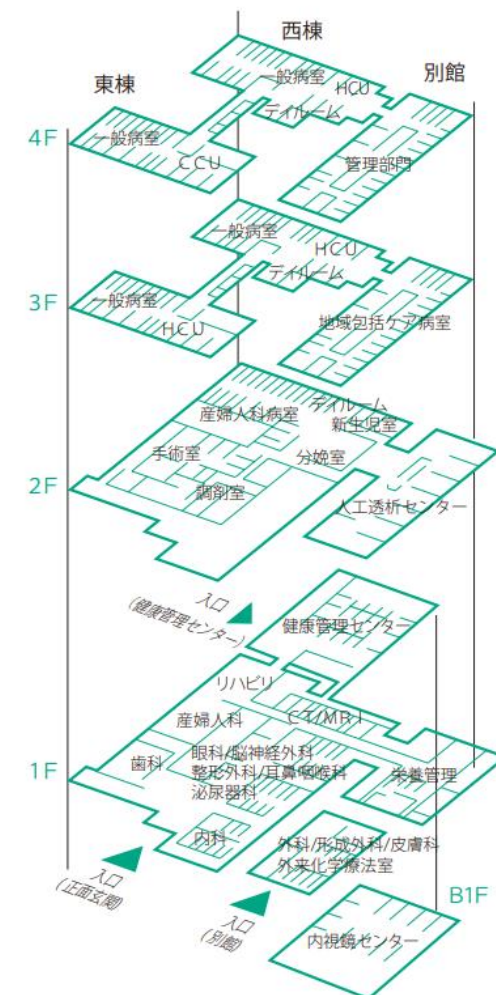 西棟
東棟
別館
4F
一般病室
HCU
デイルーム
一般病室
CCU
管理部門
3F
一般病室
HCU
デイルーム
一般病室
HCU
地域包括ケア病室
2F
産婦人科病室
デイルーム
新生児室
手術室
分娩室
調剤室
人工透析センター
入口
(健康管理センター)
健康管理センター
1F
リハビリ
産婦人科
CT/MRI
歯科
眼科/脳神経外科
整形外科/耳鼻咽喉科
泌尿器科
栄養管理
内科
外科/形成外科/皮膚科
外来化学療法室
入口
(正面玄関)
入口
(別館)
B1F
内視鏡センター